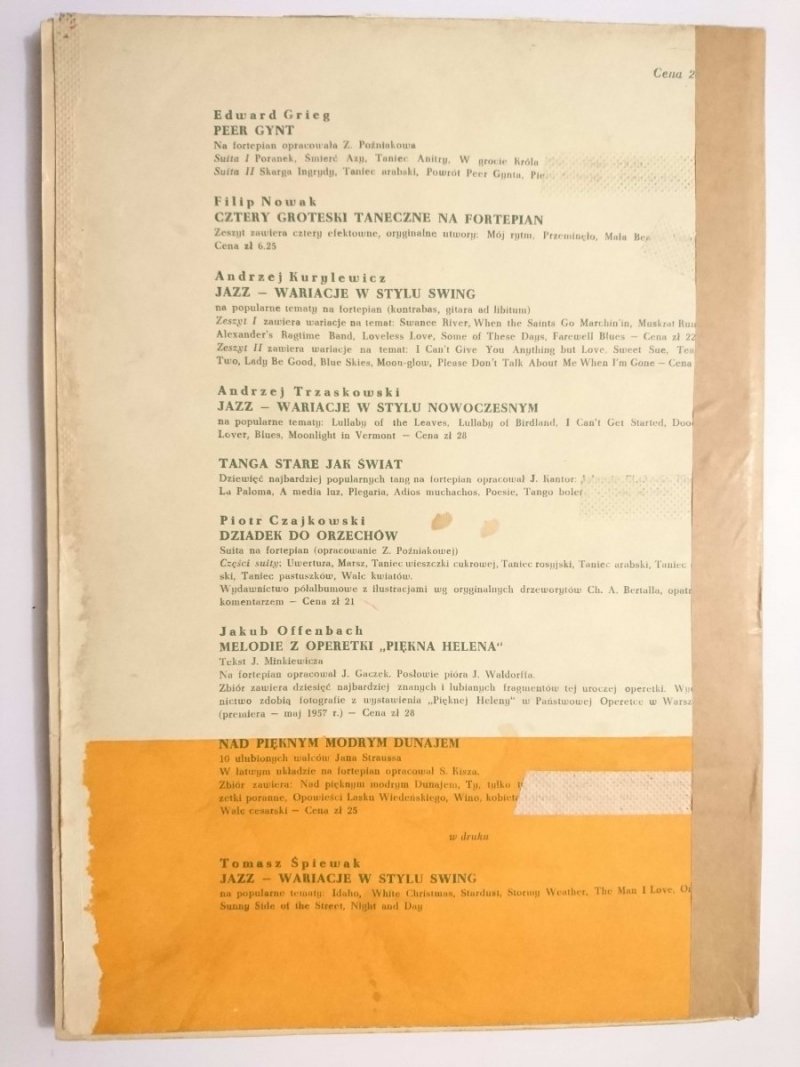 Cena 2
Edward Grieg
PEER GYNT
Na fortepian opracowała Z. Poźniakowa
Suita I Poranek, Śmierć Azy, Taniec Anitry, W grocie Króla
Suita II Skarga Ingrydy, Taniec arabski, Powrót Peer Gynta,
Filip Nowak
CZTERY GROTESKI TANECZNE NA FORTEPIAN
Zeszyt zawiera cztery efektowne, oryginalne utwory: Mój rytm, Przeminęło, Mała
Cena zł 6.25
Andrzej Kurylewicz
JAZZ – WARIACJE W STYLU SWING
na popularne tematy na fortepian (kontrabas, gitara ad libitum)
Zeszyt I zawiera wariacje na temat: Swanee River, When the Saints Go Marchin'in, Muskrat
Alexander's Ragtime Band, Loveless Love, Some of These Days, Farewell Blues – Cena zł 22
Zeszyt II zawiera wariacje na temat: I Can't Give You Anything but Love, Sweet Sue,
Two, Lady Be Good, Blue Skies, Moon-glow, Please Don't Talk About Me When I'm Gone – Cena
Andrzej Trzaskowski
JAZZ – WARIACJE W STYLU NOWOCZESNYM
na popularne tematy: Lullaby of the Leaves, Lullaby of Birdland, I Can't Get Started,
Lover, Blues, Moonlight in Vermont – Cena zł 28
TANGA STARE JAK ŚWIAT
Dziewięć najbardziej popularnych tang na fortepian opracował J. Kantor:
La Paloma, A media luz, Plegaria, Adios muchachos, Poesie, Tango
Piotr Czajkowski
DZIADEK DO ORZECHÓW
Suita na fortepian (opracowanie Z. Poźniakowej)
Części suity: Uwertura, Marsz, Taniec wieszczki cukrowej, Taniec rosyjski, Taniec arabski, Taniec
ski, Taniec pastuszków, Walc kwiatów.
Wydawnictwo półalbumowe z ilustracjami wg oryginalnych drzeworytów Ch. A. Bertalla,
komentarzem – Cena zł 21
Jakub Offenbach
MELODIE Z OPERETKI „PIĘKNA HELENA"
Tekst J. Minkiewicza
Na fortepian opracował J. Gaczek. Posłowie pióra J. Waldorffa.
Zbiór zawiera dziesięć najbardziej znanych i lubianych fragmentów tej uroczej operetki.
nictwo zdobią fotografie z wystawienia „Pięknej Heleny" w Państwowej Operetce w
(premiera – maj 1957 r.) – Cena zł 28
NAD PIĘKNYM MODRYM DUNAJEM
10 ulubionych walców Jana Straussa
W łatwym układzie na fortepian opracował S. Kisza.
Zbiór zawiera: Nad pięknym modrym Dunajem, Ty, tylko
zetki poranne, Opowieści Lasku Wiedeńskiego, Wino,
Walc cesarski – Cena zł 25
w druku
Tomasz Śpiewak
JAZZ – WARIACJE W STYLU SWING
na popularne tematy: Idaho, White Christmas, Stardust, Stormy Weather, The Man I Love,
Sunny Side of the Street, Night and Day